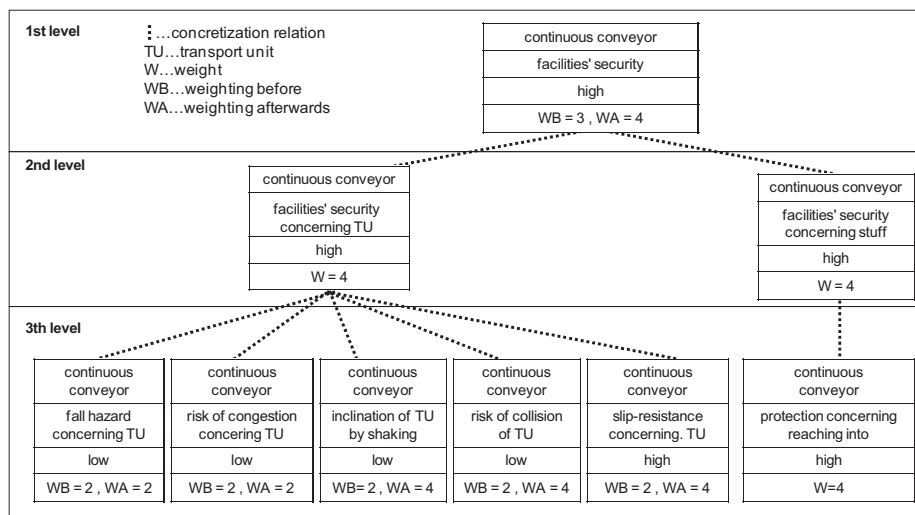 1st level
⋮ …concretization relation
TU…transport unit
W…weight
WB…weighting before
WA…weighting afterwards
continuous conveyor
facilities' security
high
WB = 3 , WA = 4
2nd level
continuous conveyor
facilities' security
concerning TU
high
W = 4
continuous conveyor
facilities' security
concerning stuff
high
W = 4
3th level
continuous
conveyor
fall hazard
concerning TU
low
WB = 2 , WA = 2
continuous
conveyor
risk of congestion
concering TU
low
WB = 2 , WA = 2
continuous
conveyor
inclination of TU
by shaking
low
WB= 2 , WA = 4
continuous
conveyor
risk of collision
of TU
low
WB = 2 , WA = 4
continuous
conveyor
slip-resistance
concerning. TU
high
WB = 2 , WA = 4
continuous
conveyor
protection concerning
reaching into
high
W=4